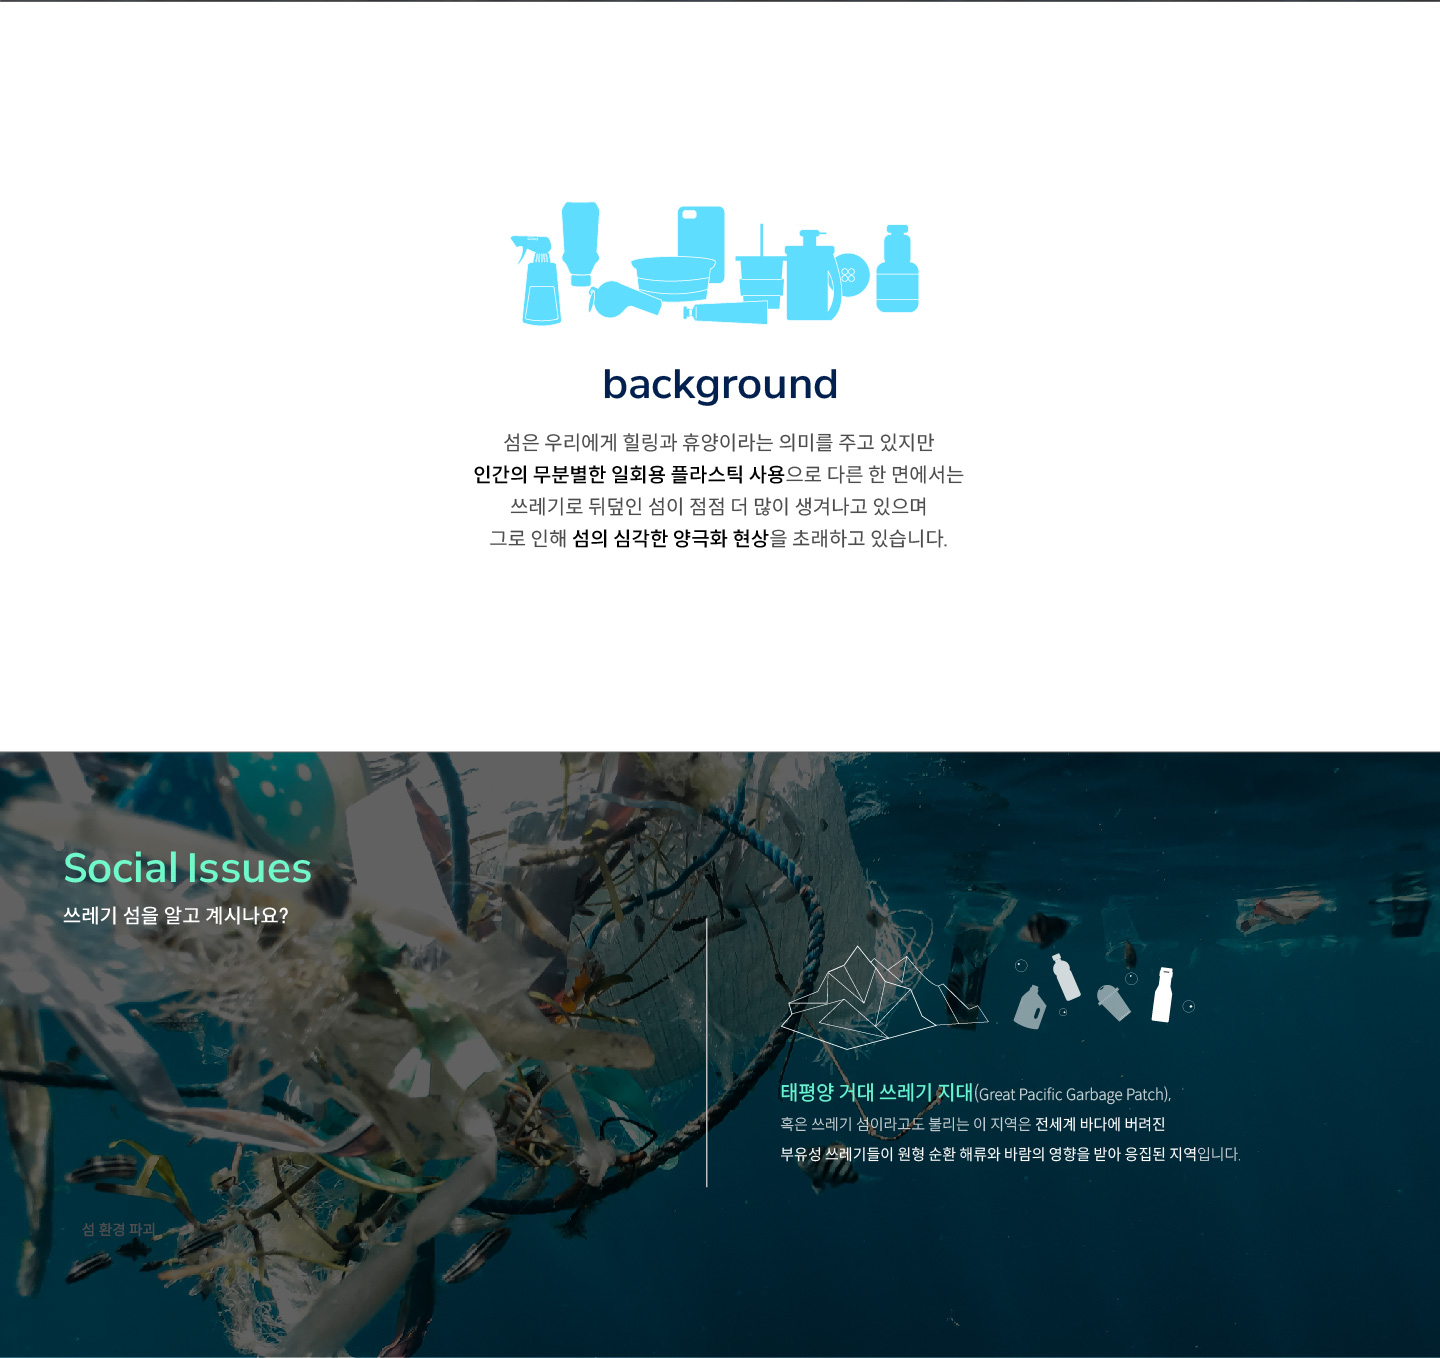 background
섬은 우리에게 힐링과 휴양이라는 의미를 주고 있지만
인간의 무분별한 일회용 플라스틱 사용으로 다른 한 면에서는
쓰레기로 뒤덮인 섬이 점점 더 많이 생겨나고 있으며
그로 인해 섬의 심각한 양극화 현상을 초래하고 있습니다.
Social Issues
쓰레기 섬을 알고 계시나요?
태평양 거대 쓰레기 지대(Great Pacific Garbage Patch),
혹은 쓰레기 섬이라고도 불리는 이 지역은 전세계 바다에 버려진
부유성 쓰레기들이 원형 순환 해류와 바람의 영향을 받아 응집된 지역입니다.
섬 환경 파괴